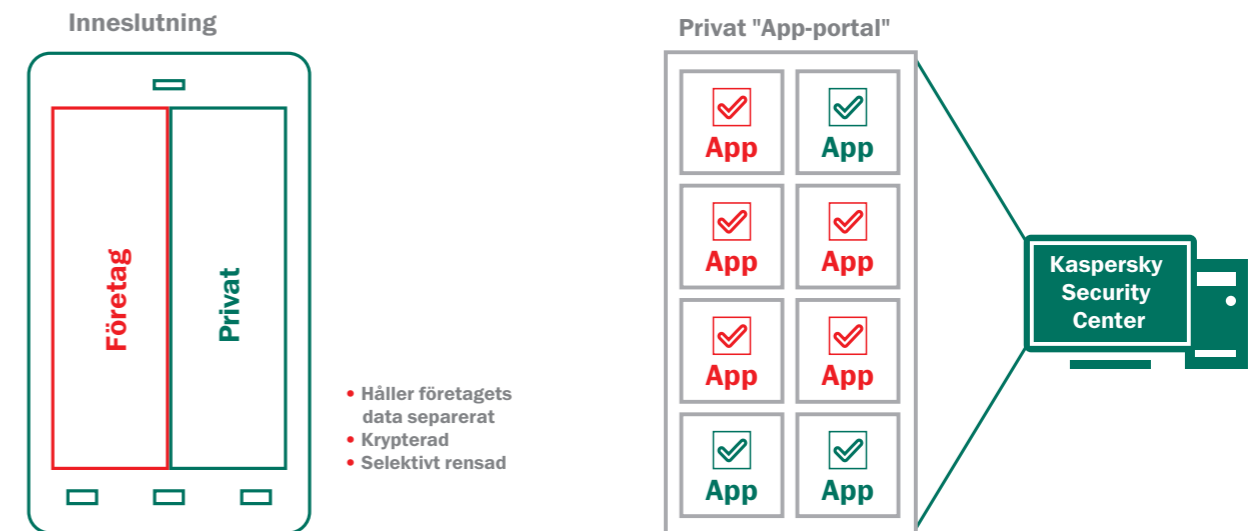 Inneslutning
Företag
Privat
• Håller företagets
data separerat
• Krypterad
• Selektivt rensad
Privat "App-portal"
App App
App App
App App
App App
Kaspersky
Security
Center